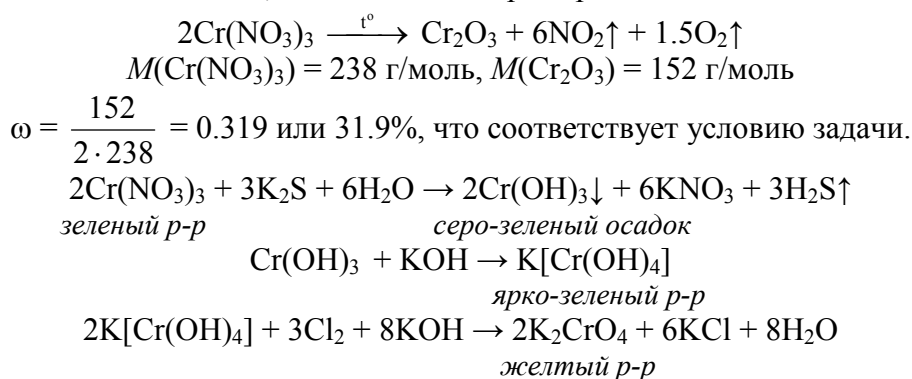 2Cr(NO₃)₃ —tº→ Cr₂O₃ + 6NO₂↑ + 1.5O₂↑
M(Cr(NO₃)₃) = 238 г/моль, M(Cr₂O₃) = 152 г/моль
ω = 152 / (2 · 238) = 0.319 или 31.9%, что соответствует условию задачи.
2Cr(NO₃)₃ + 3K₂S + 6H₂O → 2Cr(OH)₃↓ + 6KNO₃ + 3H₂S↑
зеленый р-р серо-зеленый осадок
Cr(OH)₃ + KOH → K[Cr(OH)₄]
ярко-зеленый р-р
2K[Cr(OH)₄] + 3Cl₂ + 8KOH → 2K₂CrO₄ + 6KCl + 8H₂O
желтый р-р